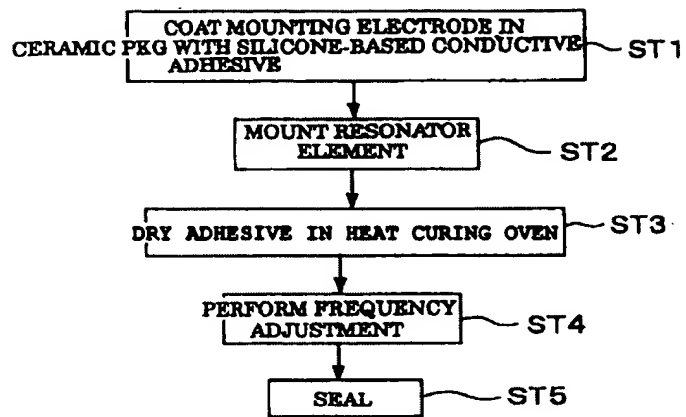 COAT MOUNTING ELECTRODE IN
CERAMIC PKG WITH SILICONE-BASED CONDUCTIVE
ADHESIVE
ST1
MOUNT RESONATOR
ELEMENT
ST2
DRY ADHESIVE IN HEAT CURING OVEN
ST3
PERFORM FREQUENCY
ADJUSTMENT
ST4
SEAL
ST5